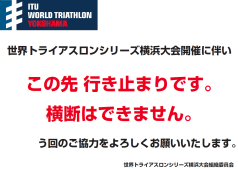 ITU
WORLD TRIATHLON
YOKOHAMA
世界トライアスロンシリーズ横浜大会開催に伴い
この先 行き止まりです。
横断はできません。
う回のご協力をよろしくお願いいたします。
世界トライアスロンシリーズ横浜大会組織委員会